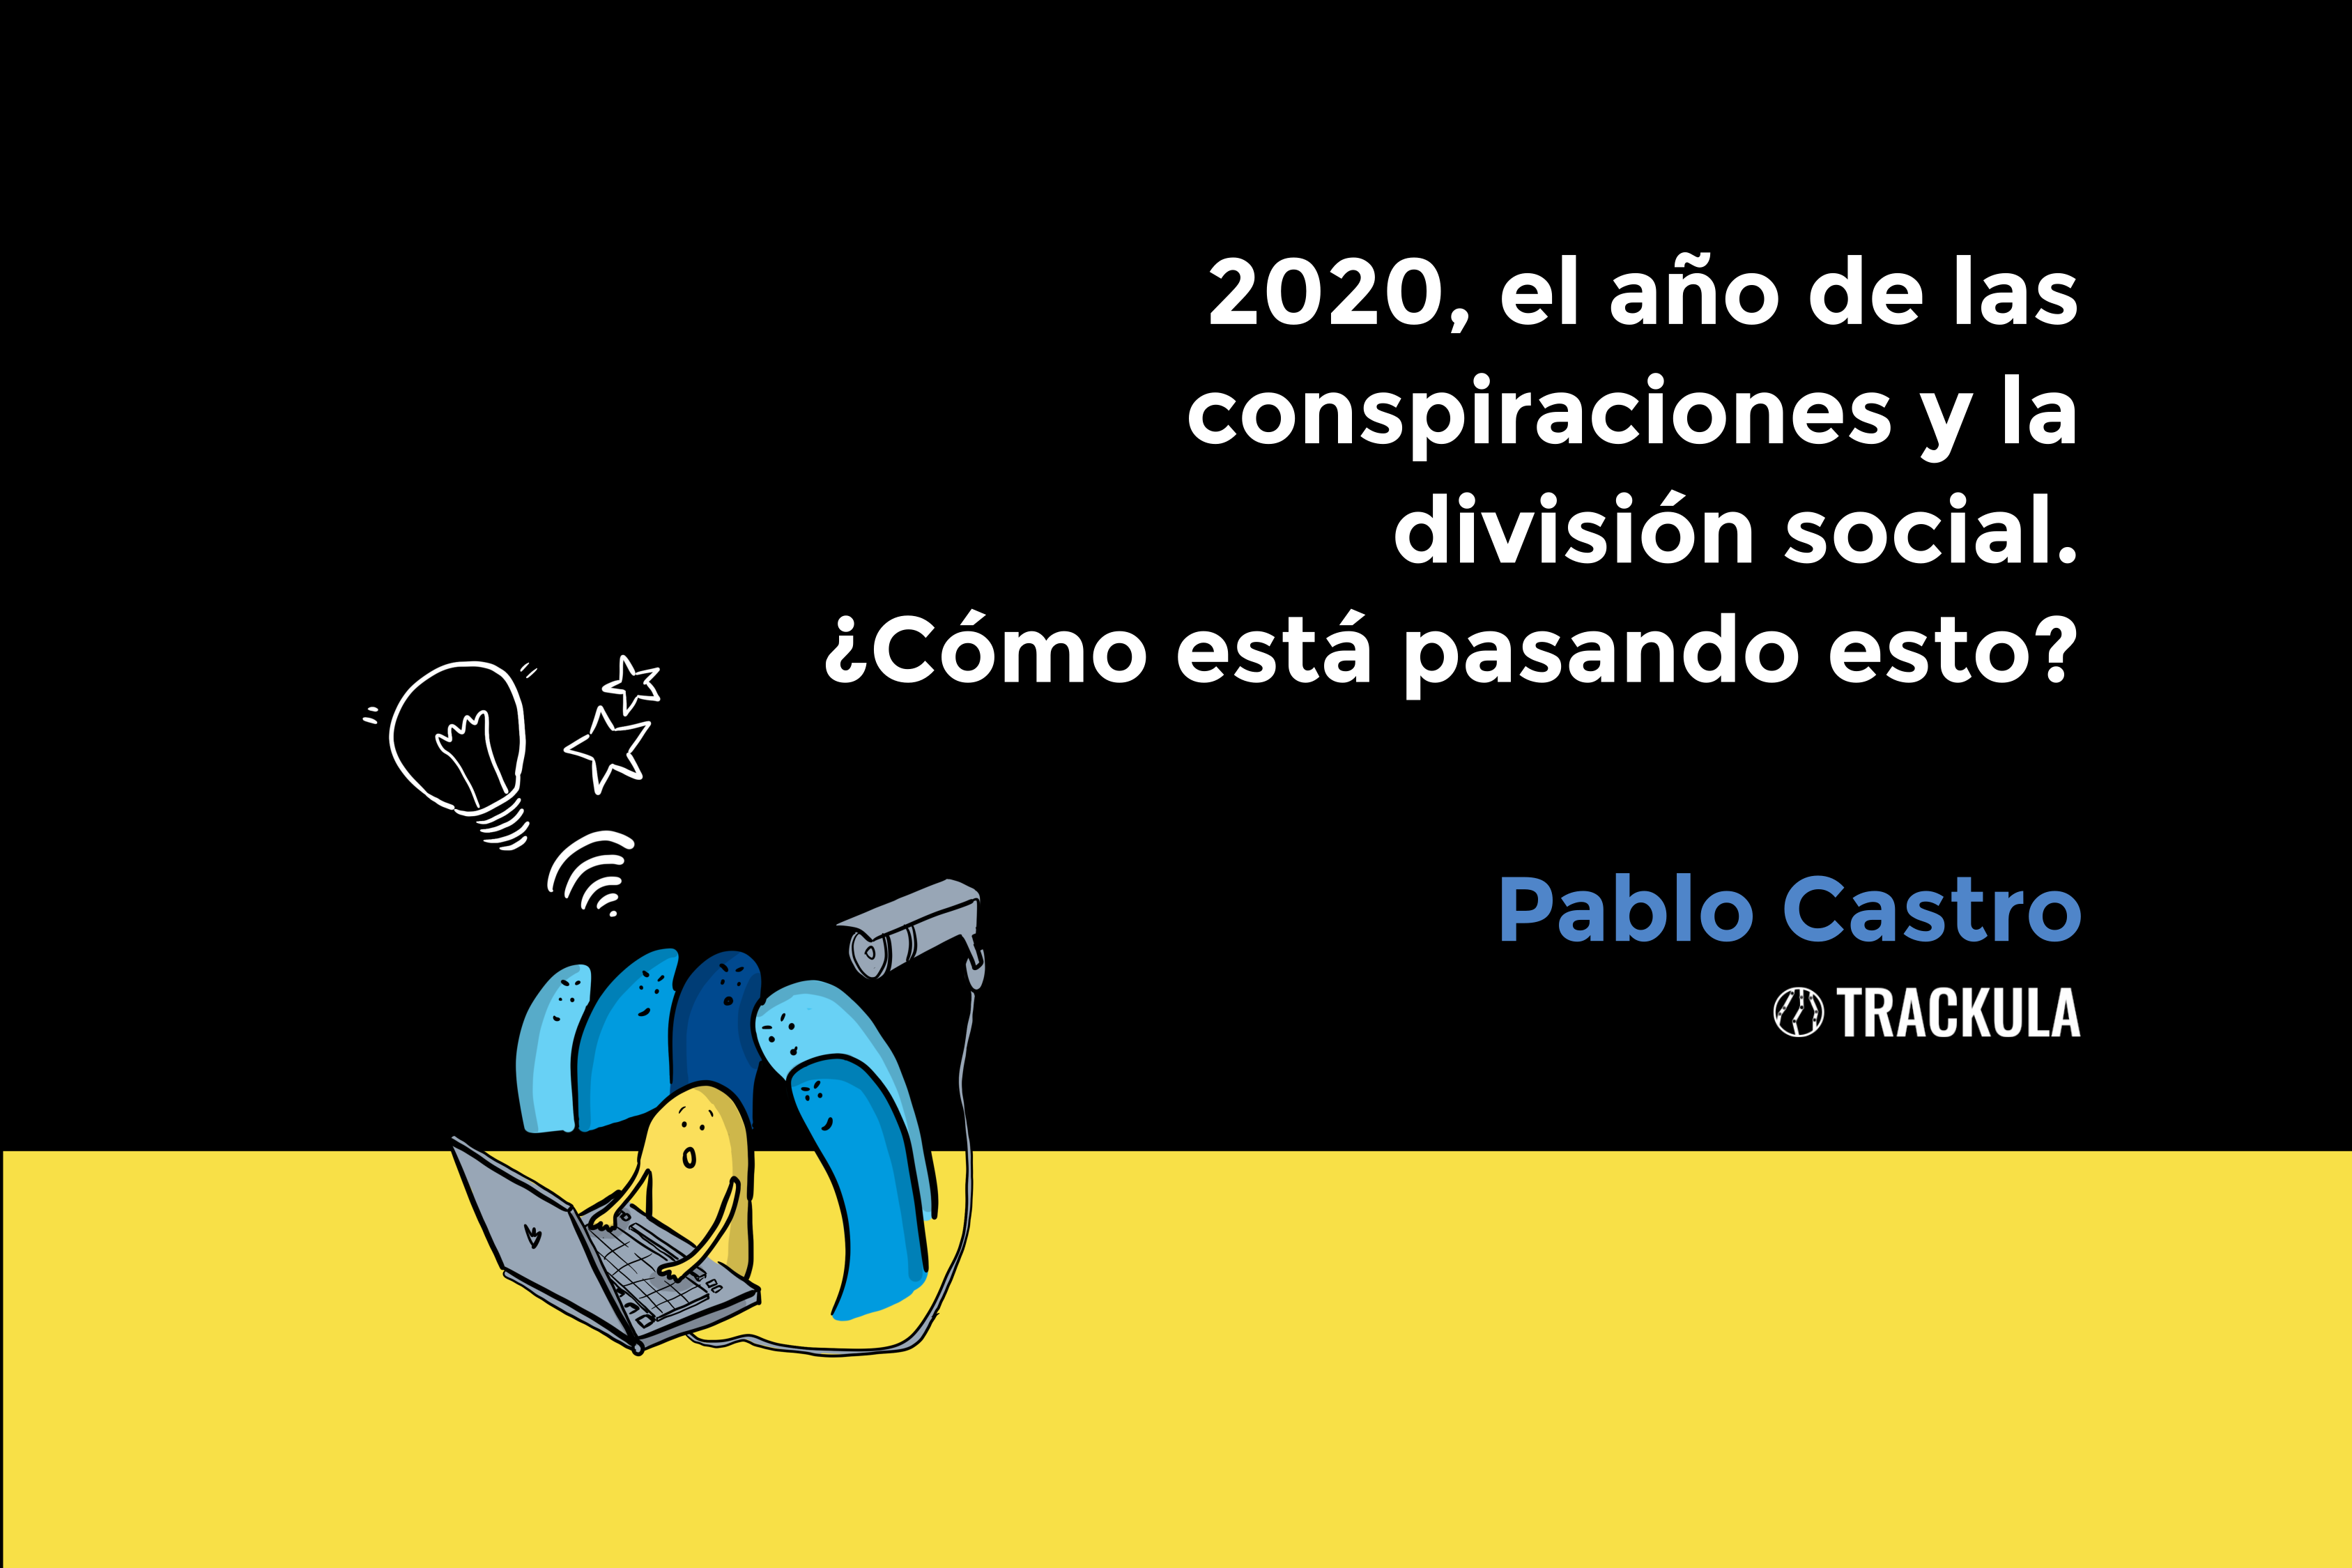 2020, el año de las
conspiraciones y la
división social.
¿Cómo está pasando esto?
Pablo Castro
TRACKULA